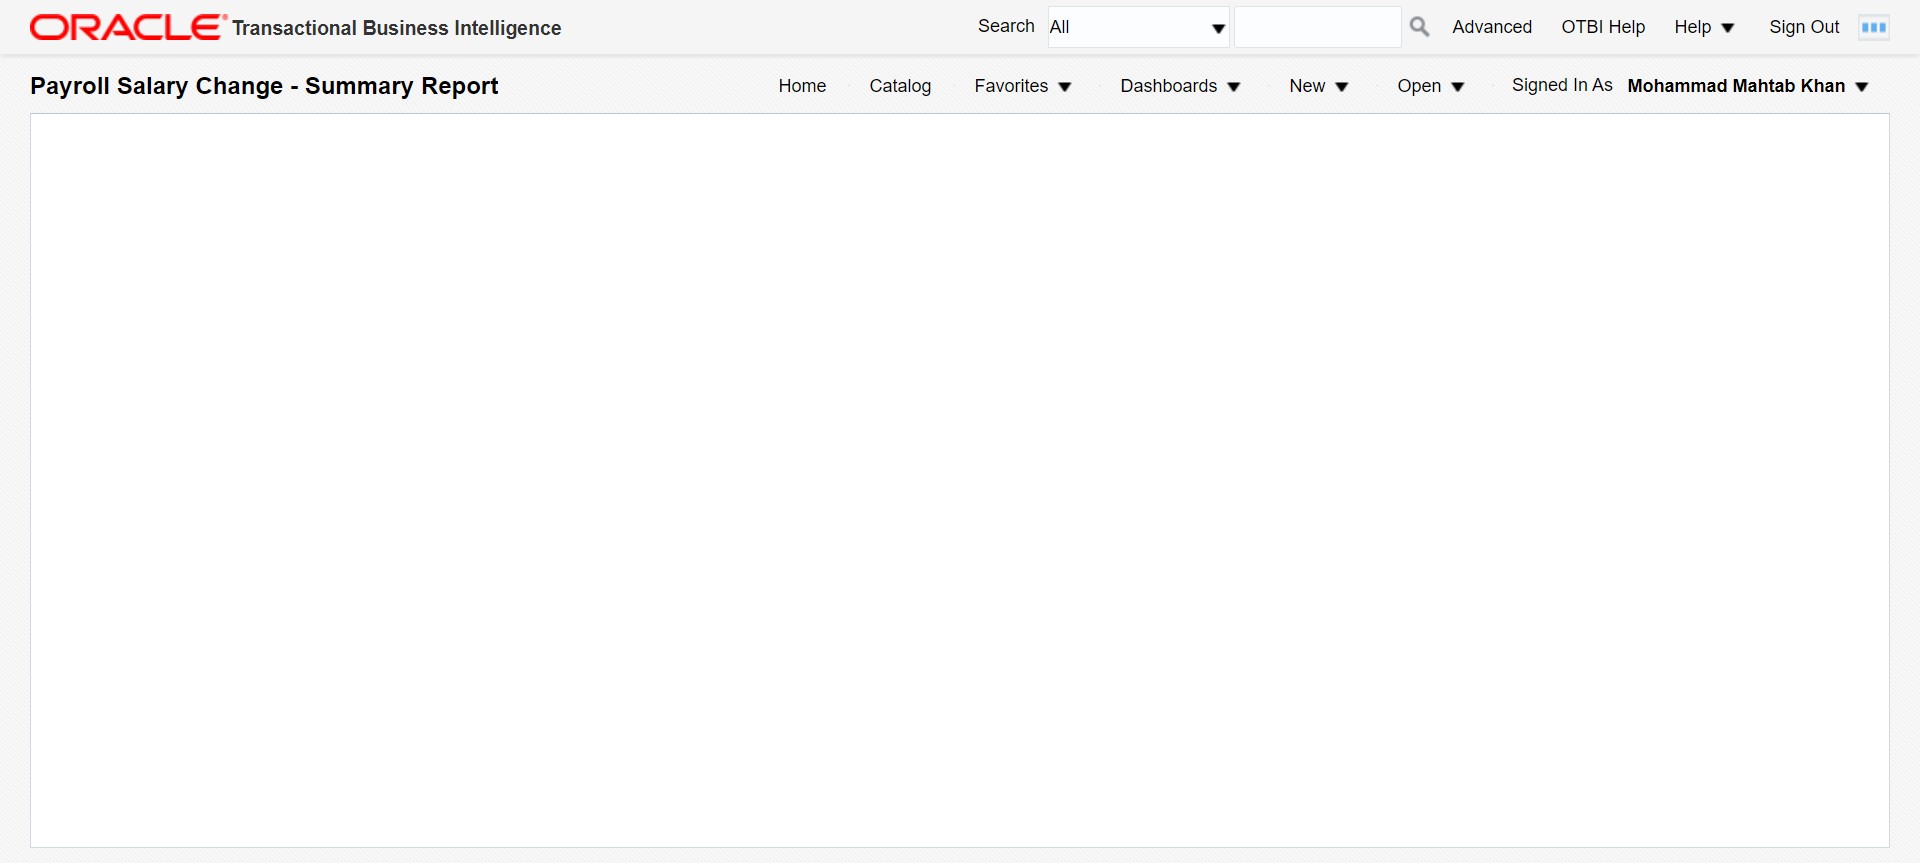 ORACLE® Transactional Business Intelligence Search All Advanced OTBI Help Help Sign Out
Payroll Salary Change - Summary Report Home Catalog Favorites Dashboards New Open Signed In As Mohammad Mahtab Khan